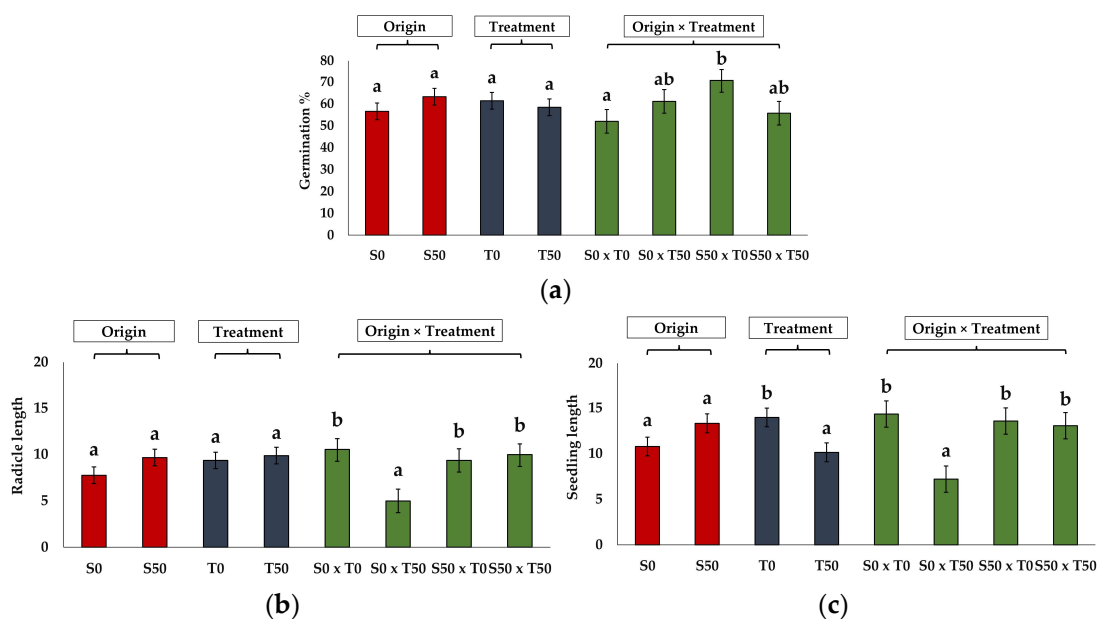 Origin Treatment Origin × Treatment
a a a a a ab b ab
Germination %
80
70
60
50
40
30
20
10
0
S0 S50 T0 T50 S0 x T0 S0 x T50 S50 x T0 S50 x T50
(a)
Origin Treatment Origin × Treatment
a a a a b a b b
Radicle length
20
15
10
5
0
S0 S50 T0 T50 S0 x T0 S0 x T50 S50 x T0 S50 x T50
(b)
Origin Treatment Origin × Treatment
a a b a b a b b
Seedling length
20
15
10
5
0
S0 S50 T0 T50 S0 x T0 S0 x T50 S50 x T0 S50 x T50
(c)